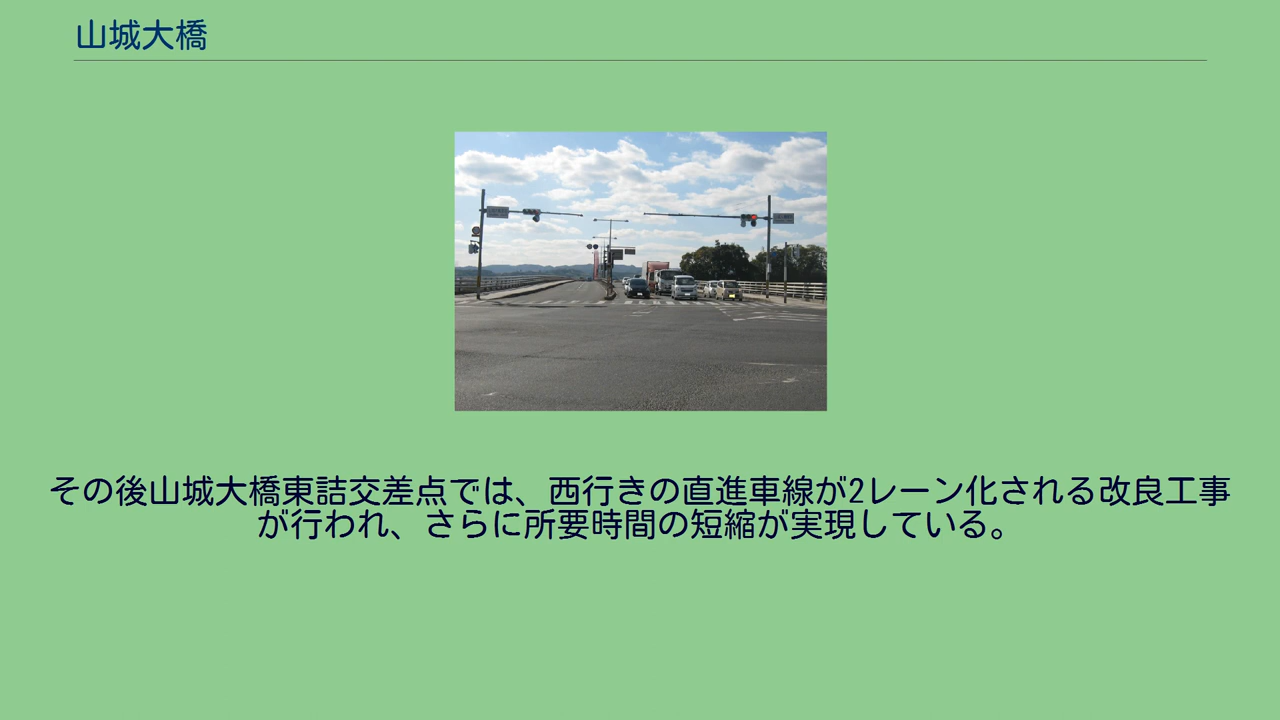 山城大橋
その後山城大橋東詰交差点では、西行きの直進車線が2レーン化される改良工事
が行われ、さらに所要時間の短縮が実現している。